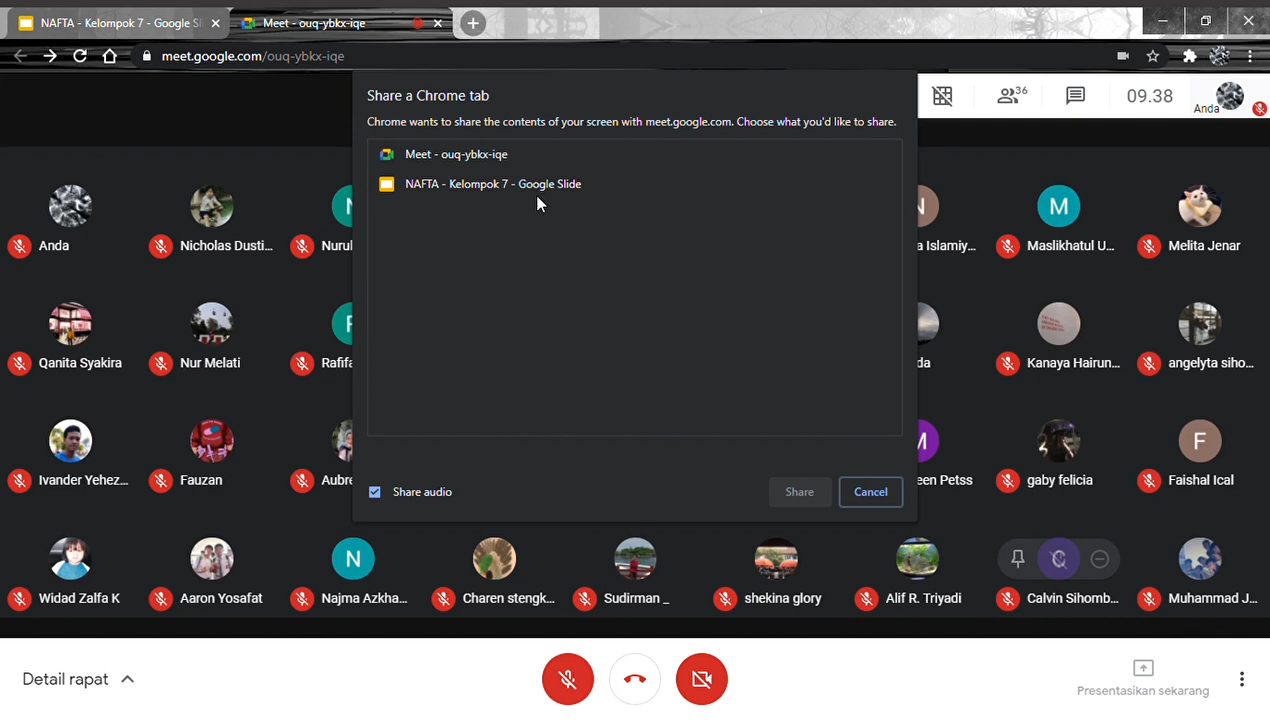 NAFTA - Kelompok 7 - Google Sl
Meet - ouq-ybkx-iqe
meet.google.com/ouq-ybkx-iqe
Share a Chrome tab
Chrome wants to share the contents of your screen with meet.google.com. Choose what you'd like to share.
Meet - ouq-ybkx-iqe
NAFTA - Kelompok 7 - Google Slide
Share audio
Share
Cancel
36
09.38
Anda
Anda
Nicholas Dusti...
N
Nurul
N
a Islamiy...
M
Maslikhatul U...
Melita Jenar
Qanita Syakira
Nur Melati
F
Rafifa
da
Kanaya Hairun...
angelyta siho...
Ivander Yehez...
Fauzan
Aubre
M
een Petss
gaby felicia
F
Faishal Ical
Widad Zalfa K
Aaron Yosafat
N
Najma Azkha...
Charen stengk...
Sudirman _
shekina glory
Alif R. Triyadi
Calvin Sihomb...
Muhammad J...
Detail rapat
Presentasikan sekarang